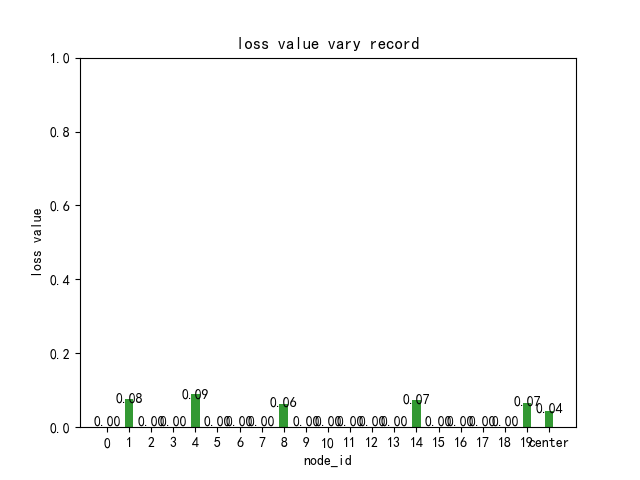 loss value vary record
1.0
0.8
0.6
0.4
0.2
0.0
loss value
0.00 0.08 0.00 0.00 0.09 0.00 0.00 0.00 0.06 0.00 0.00 0.00 0.00 0.00 0.07 0.00 0.00 0.00 0.00 0.07 0.04
0 1 2 3 4 5 6 7 8 9 10 11 12 13 14 15 16 17 18 19 center
node_id